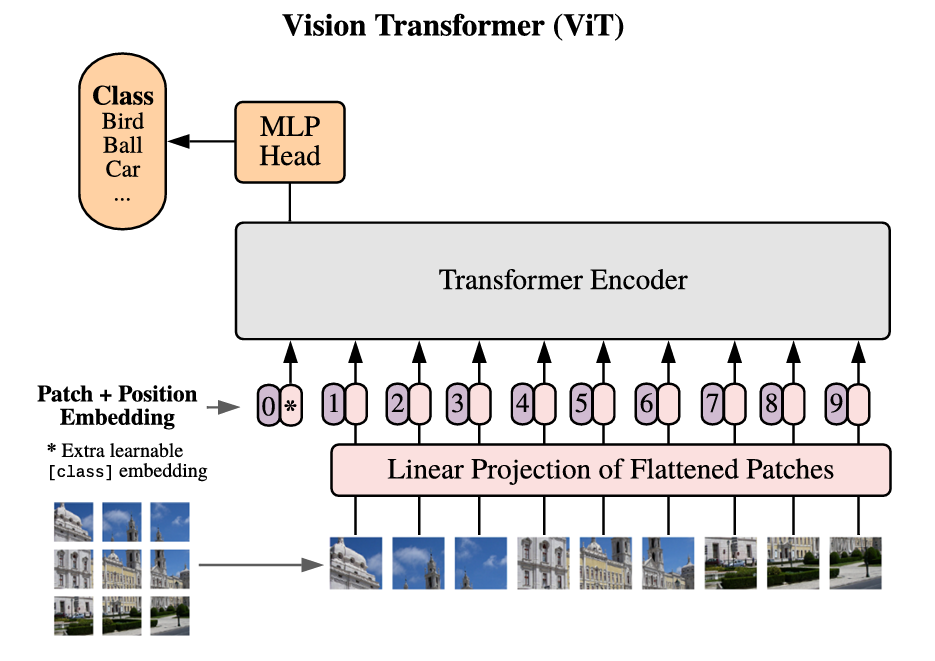 Vision Transformer (ViT)
Class
Bird
Ball
Car
...
MLP
Head
Transformer Encoder
Patch + Position
Embedding
0 * 1 2 3 4 5 6 7 8 9
* Extra learnable
[class] embedding
Linear Projection of Flattened Patches